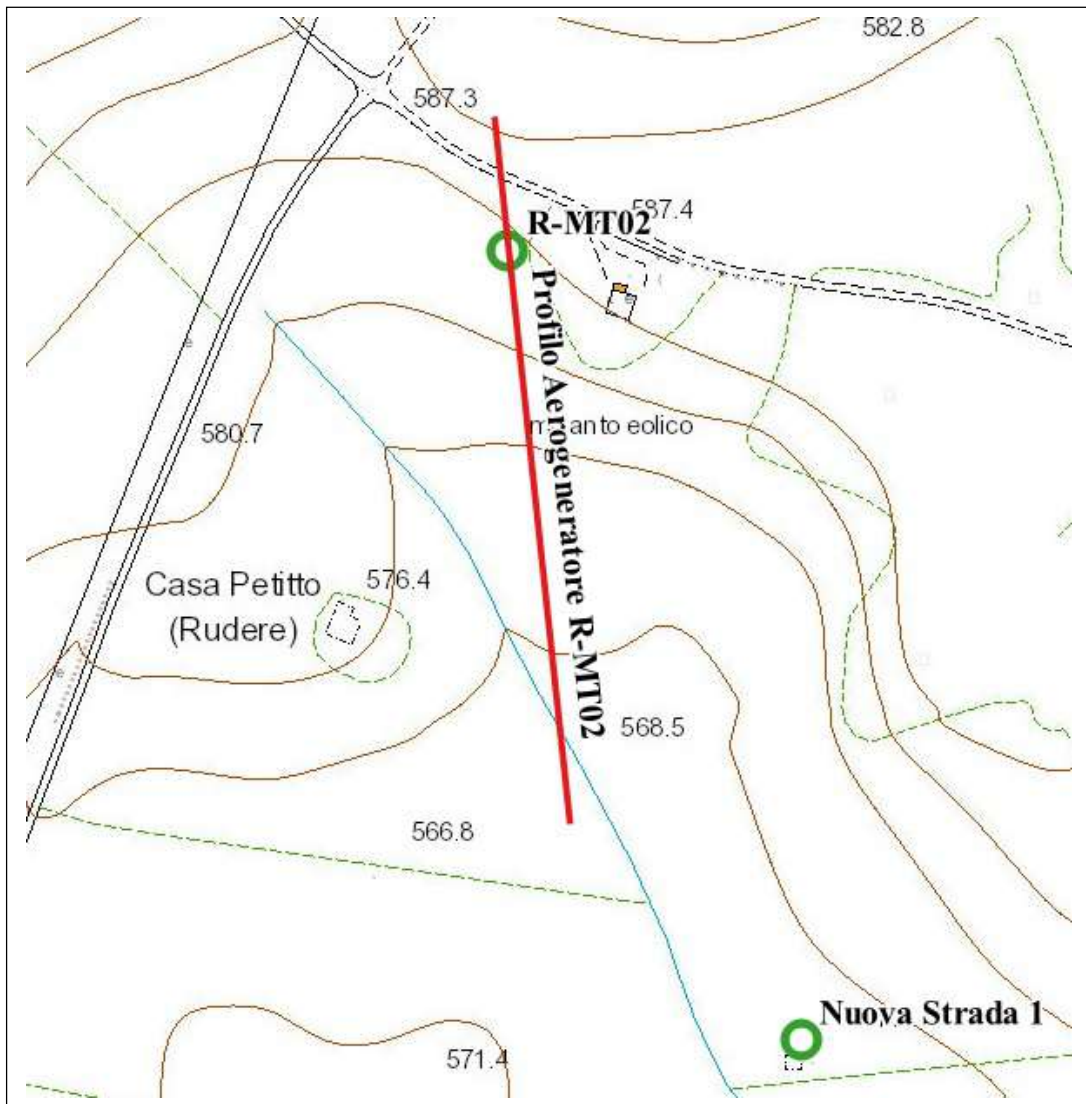 582.8
587.3
587.4
R-MT02
Profilo Aerogeneratore R-MT02
anto eolico
580.7
Casa Petitto
(Rudere)
576.4
568.5
566.8
Nuova Strada 1
571.4
e
e
e